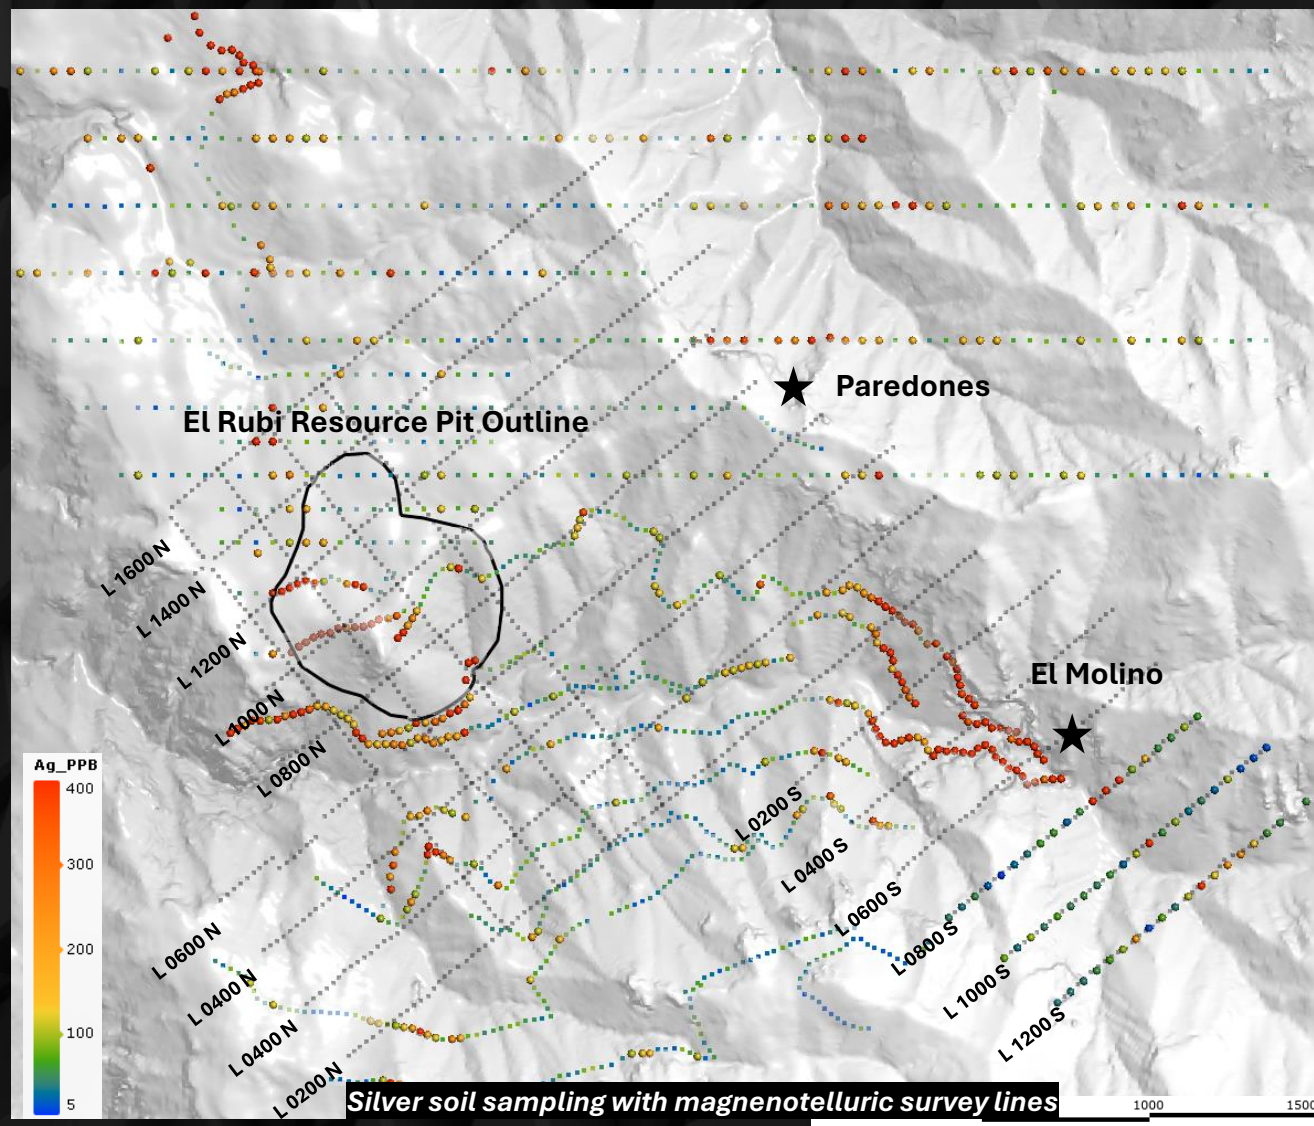 Paredones
El Rubi Resource Pit Outline
L 1600 N
L 1400 N
L 1200 N
El Molino
L 1000 N
L 0800 N
Ag_PPB
400
300
200
100
5
L 0200 S
L 0400 S
L 0600 S
L 0800 S
L 1000 S
L 1200 S
L 0600 N
L 0400 N
L 0400 N
L 0200 N
Silver soil sampling with magnenotelluric survey lines
1000
1500